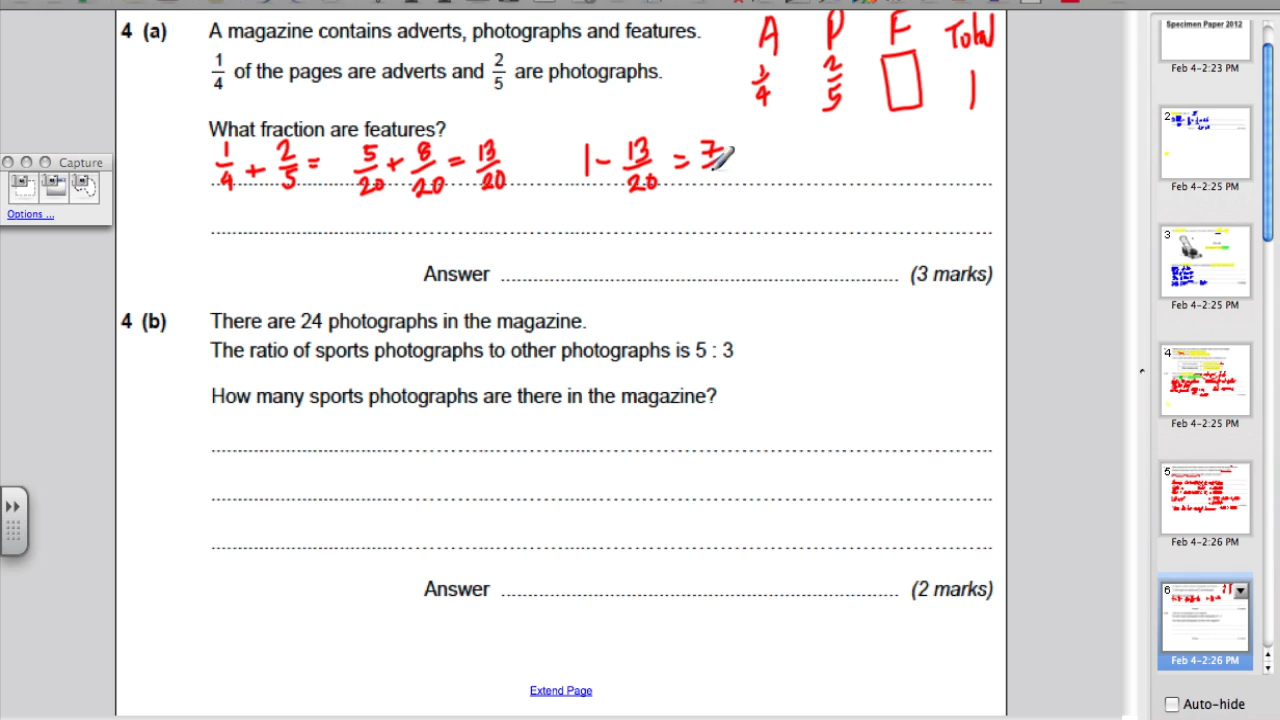 4 (a) A magazine contains adverts, photographs and features.
1/4 of the pages are adverts and 2/5 are photographs.
A P F Total
1/4 2/5 1
What fraction are features?
1/4 + 2/5 = 5/20 + 8/20 = 13/20 1 - 13/20 = 7
Answer (3 marks)
4 (b) There are 24 photographs in the magazine.
The ratio of sports photographs to other photographs is 5 : 3
How many sports photographs are there in the magazine?
Answer (2 marks)
Extend Page
Capture
Options ...
Specimen Paper 2012
Feb 4-2:23 PM
2
Feb 4-2:25 PM
3
Feb 4-2:25 PM
4
Feb 4-2:25 PM
5
Feb 4-2:26 PM
6
Feb 4-2:26 PM
Auto-hide